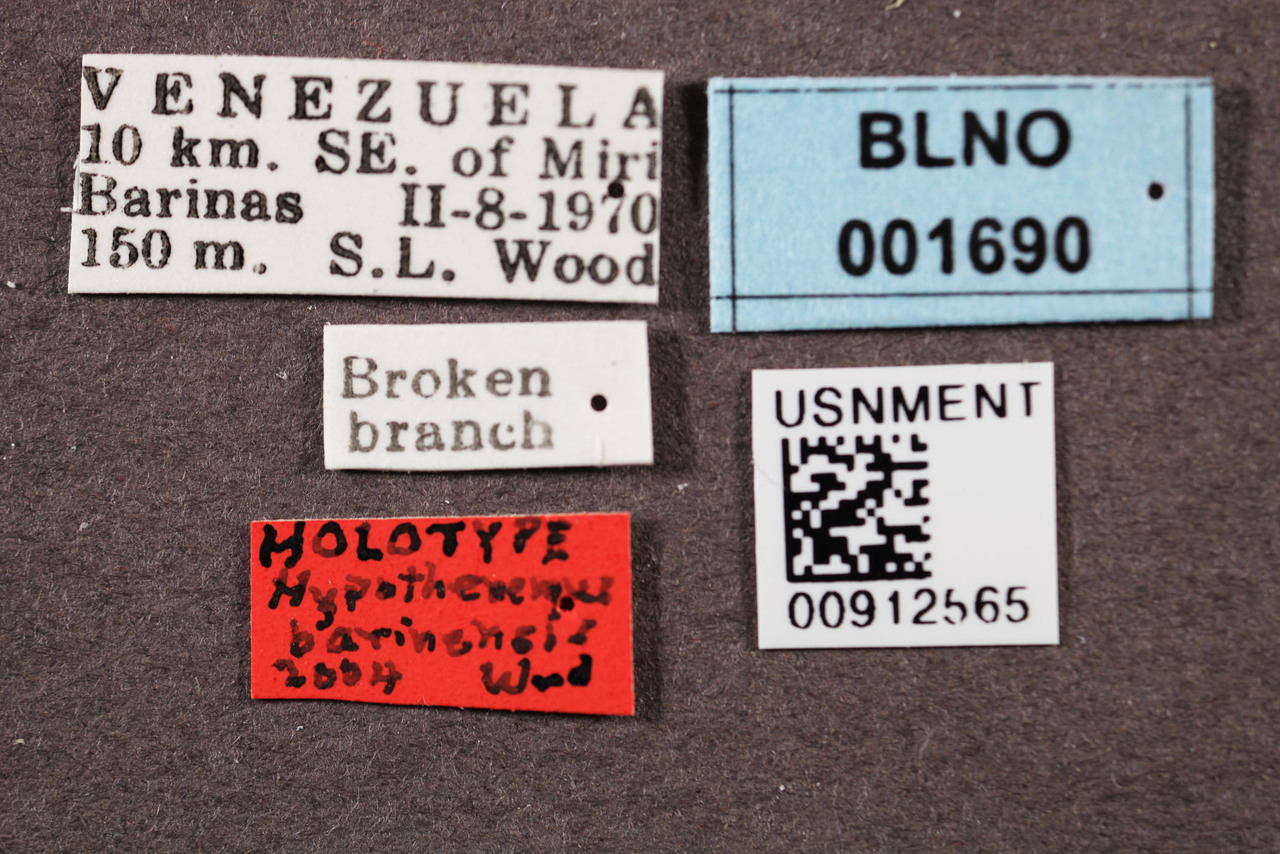 VENEZUELA
10 km. SE. of Miri
Barinas II-8-1970
150 m. S.L. Wood
BLNO
001690
Broken
branch
USNMENT
00912565
HOLOTYPE
Hypothenemus
barinensis
2004 Wood